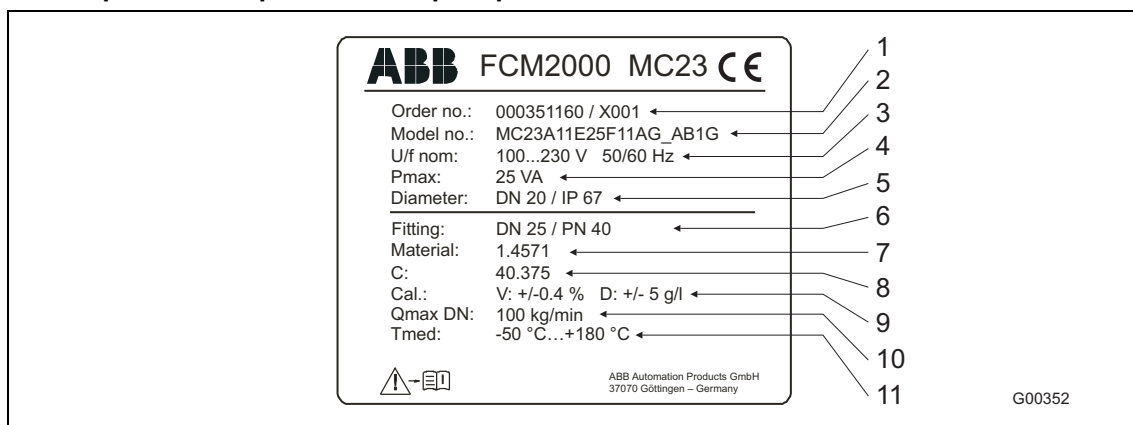 ABB FCM2000 MC23 CE
Order no.: 000351160 / X001
Model no.: MC23A11E25F11AG_AB1G
U/f nom: 100...230 V 50/60 Hz
Pmax: 25 VA
Diameter: DN 20 / IP 67
Fitting: DN 25 / PN 40
Material: 1.4571
C: 40.375
Cal.: V: +/-0.4 % D: +/- 5 g/l
Qmax DN: 100 kg/min
Tmed: -50 °C…+180 °C
ABB Automation Products GmbH
37070 Göttingen – Germany
1
2
3
4
5
6
7
8
9
10
11
G00352